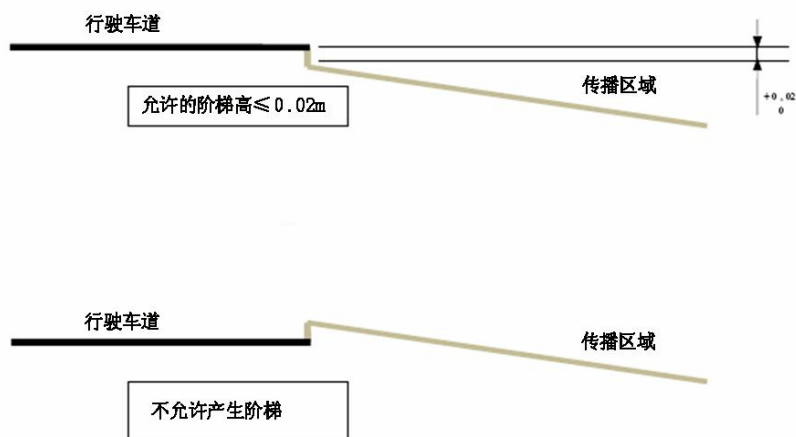 行驶车道
传播区域
允许的阶梯高≤0.02m
+0,02
0
行驶车道
传播区域
不允许产生阶梯